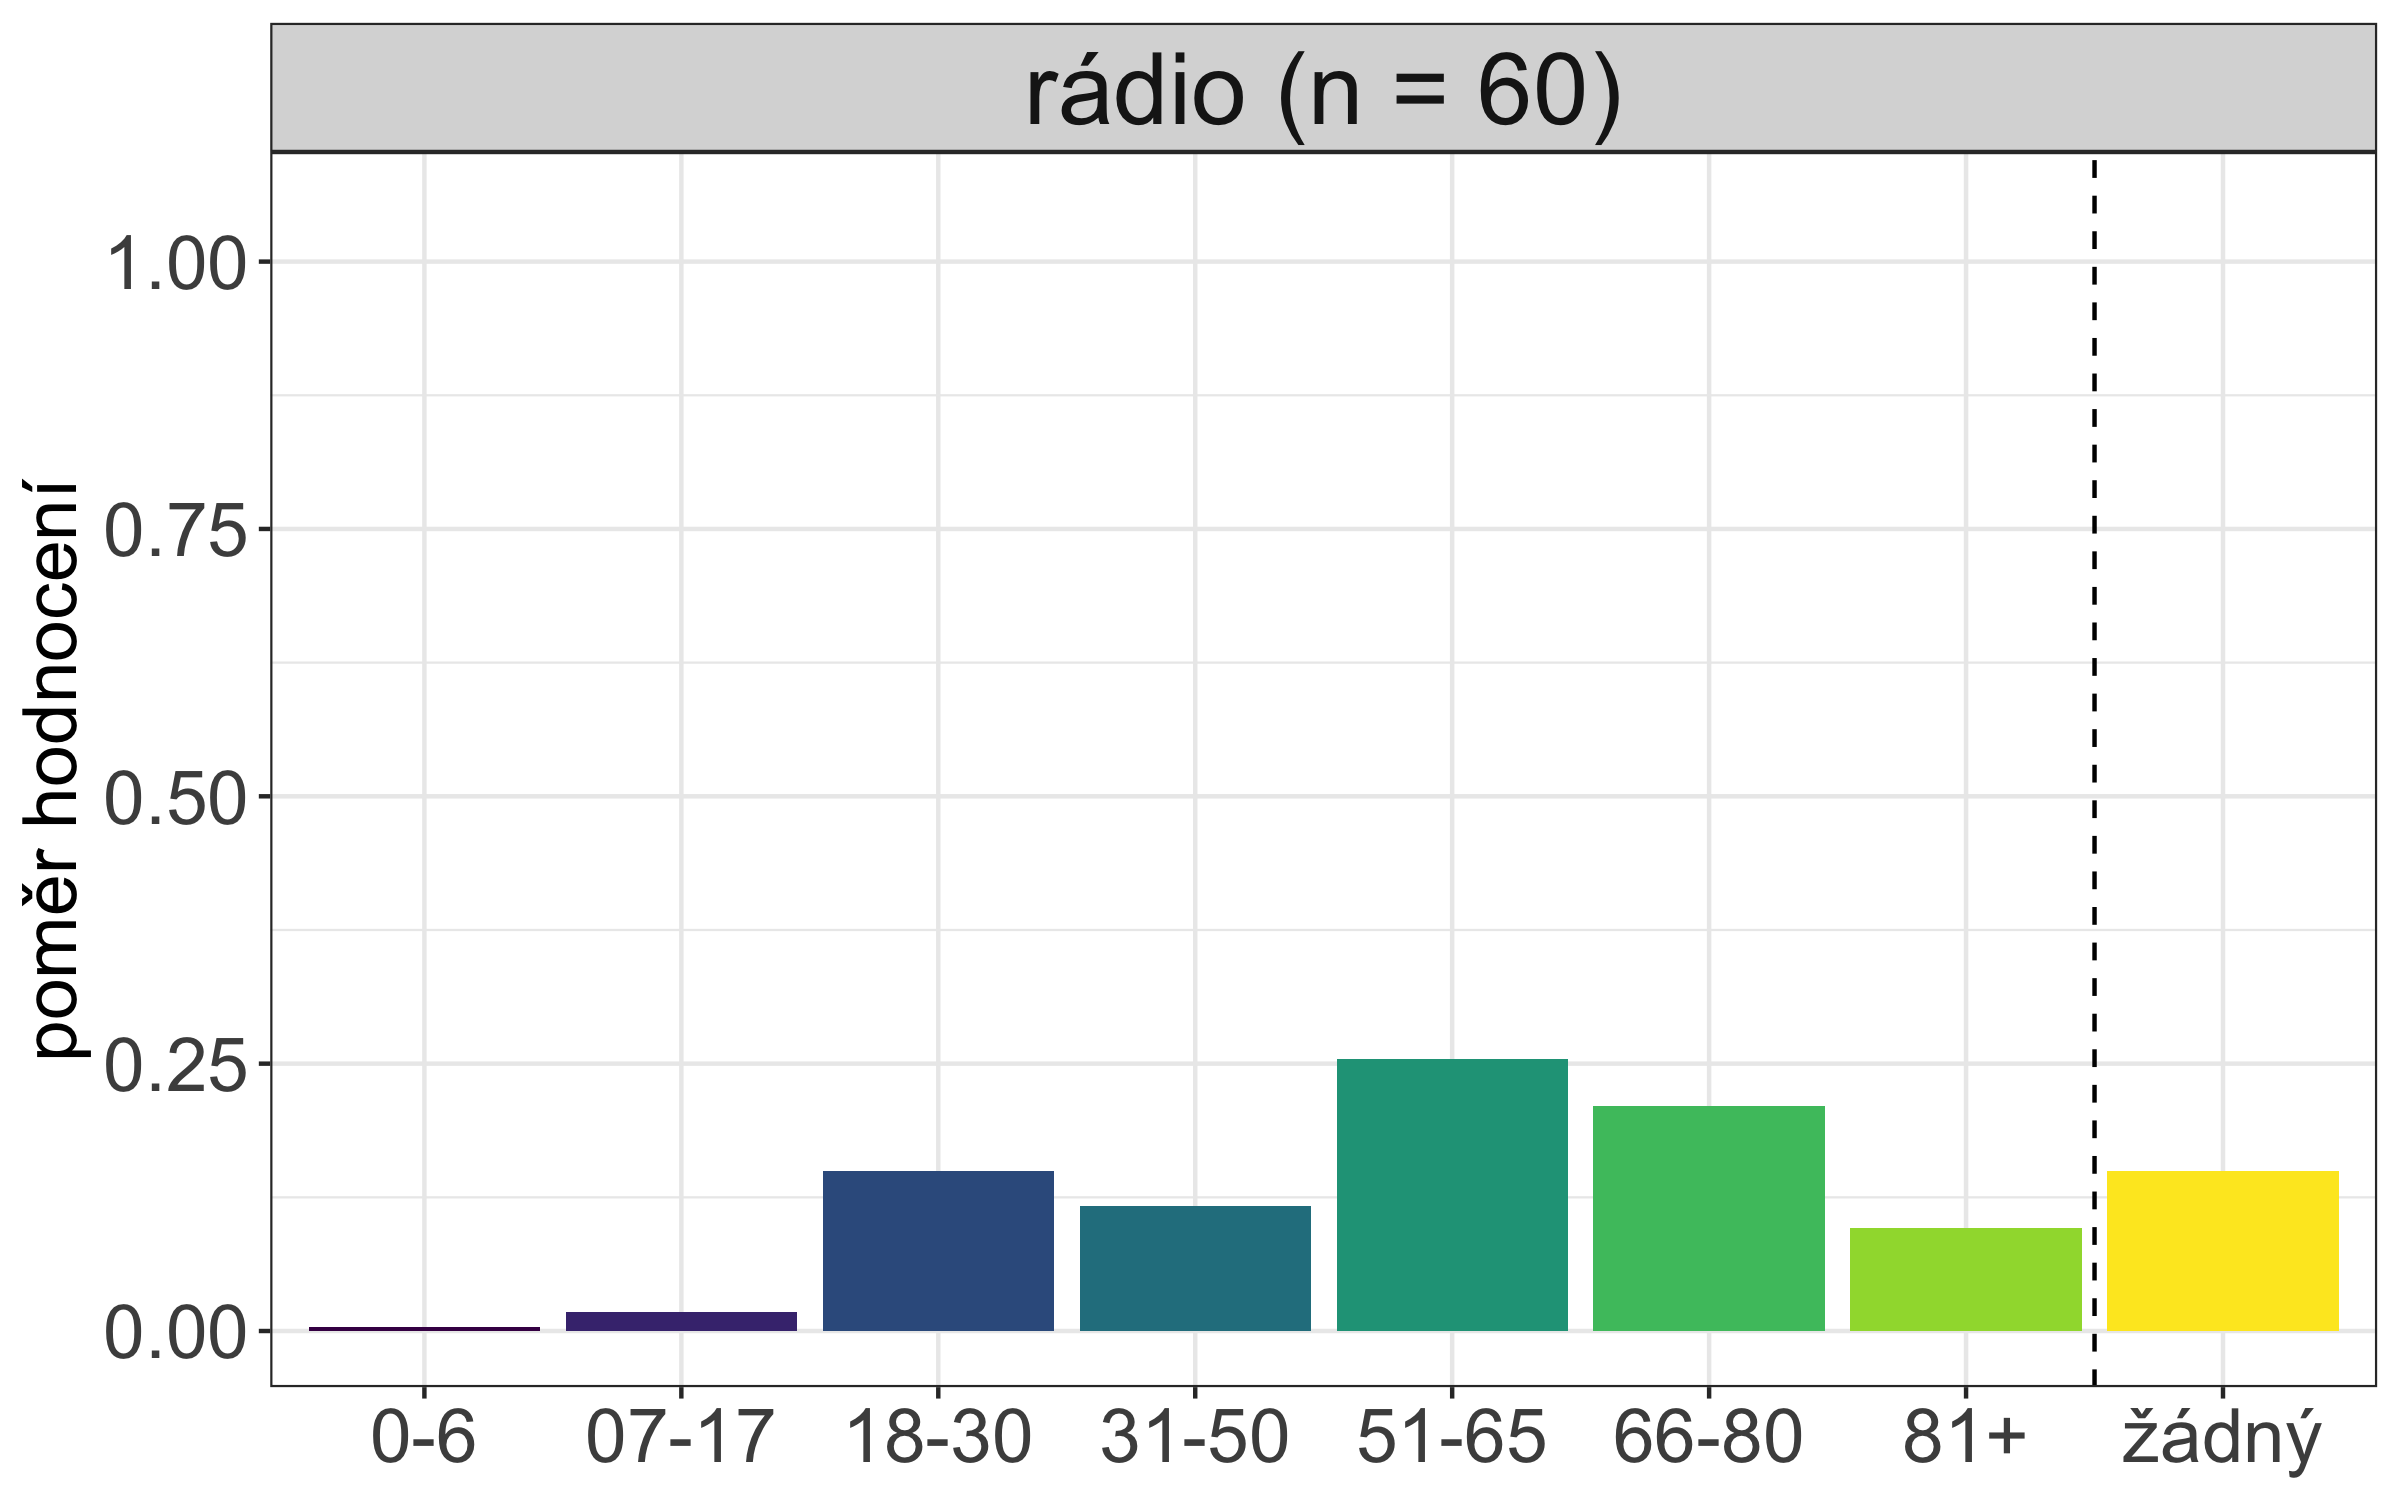 rádio (n = 60)
poměr hodnocení
1.00
0.75
0.50
0.25
0.00
0-6 07-17 18-30 31-50 51-65 66-80 81+ žádný